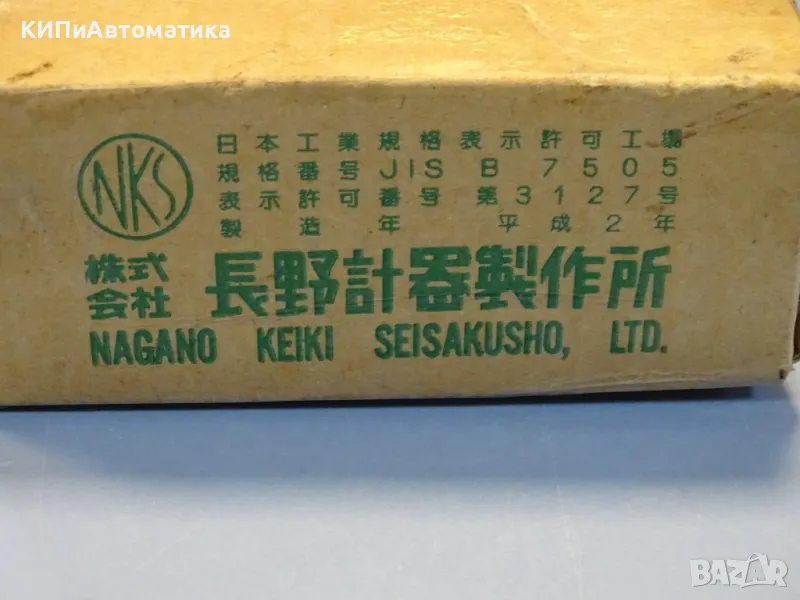 КИПиАвтоматика
NKS
日本工業規格表示許可工場
規格番号 JIS B 7505
表示許可番号 第3127号
製造年 平成2年
株式会社 長野計器製作所
NAGANO KEIKI SEISAKUSHO, LTD.
BAZAR